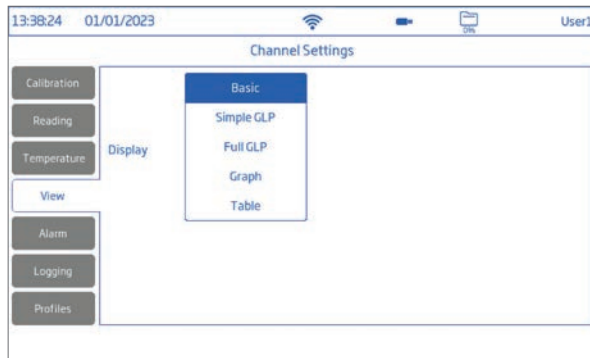 13:38:24 01/01/2023 0% User1
Channel Settings
Calibration
Reading
Temperature
View
Alarm
Logging
Profiles
Display
Basic
Simple GLP
Full GLP
Graph
Table